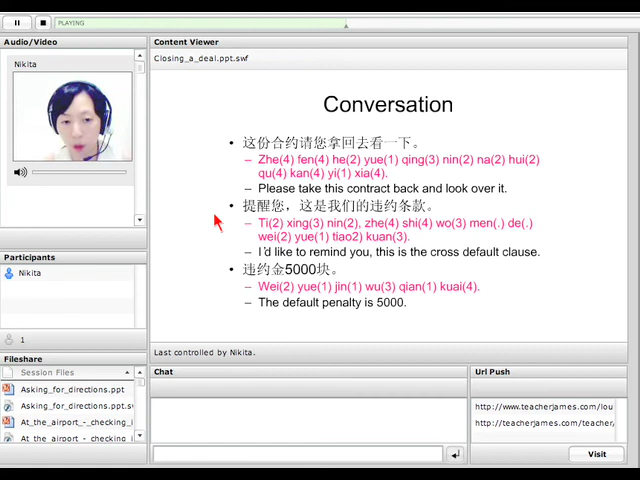 PLAYING
Audio/Video
Nikita
Participants
Nikita
1
Fileshare
Session Files
Asking_for_directions.ppt
Asking_for_directions.ppt.sw
At_the_airport_-_checking_i
At_the_airport_-_checking_i
Content Viewer
Closing_a_deal.ppt.swf
Conversation
• 这份合约请您拿回去看一下。
– Zhe(4) fen(4) he(2) yue(1) qing(3) nin(2) na(2) hui(2)
qu(4) kan(4) yi(1) xia(4).
– Please take this contract back and look over it.
• 提醒您，这是我们的违约条款。
– Ti(2) xing(3) nin(2), zhe(4) shi(4) wo(3) men(.) de(.)
wei(2) yue(1) tiao2) kuan(3).
– I'd like to remind you, this is the cross default clause.
• 违约金5000块。
– Wei(2) yue(1) jin(1) wu(3) qian(1) kuai(4).
– The default penalty is 5000.
Last controlled by Nikita.
Chat
Url Push
http://www.teacherjames.com/lou
http://teacherjames.com/teacher,
Visit